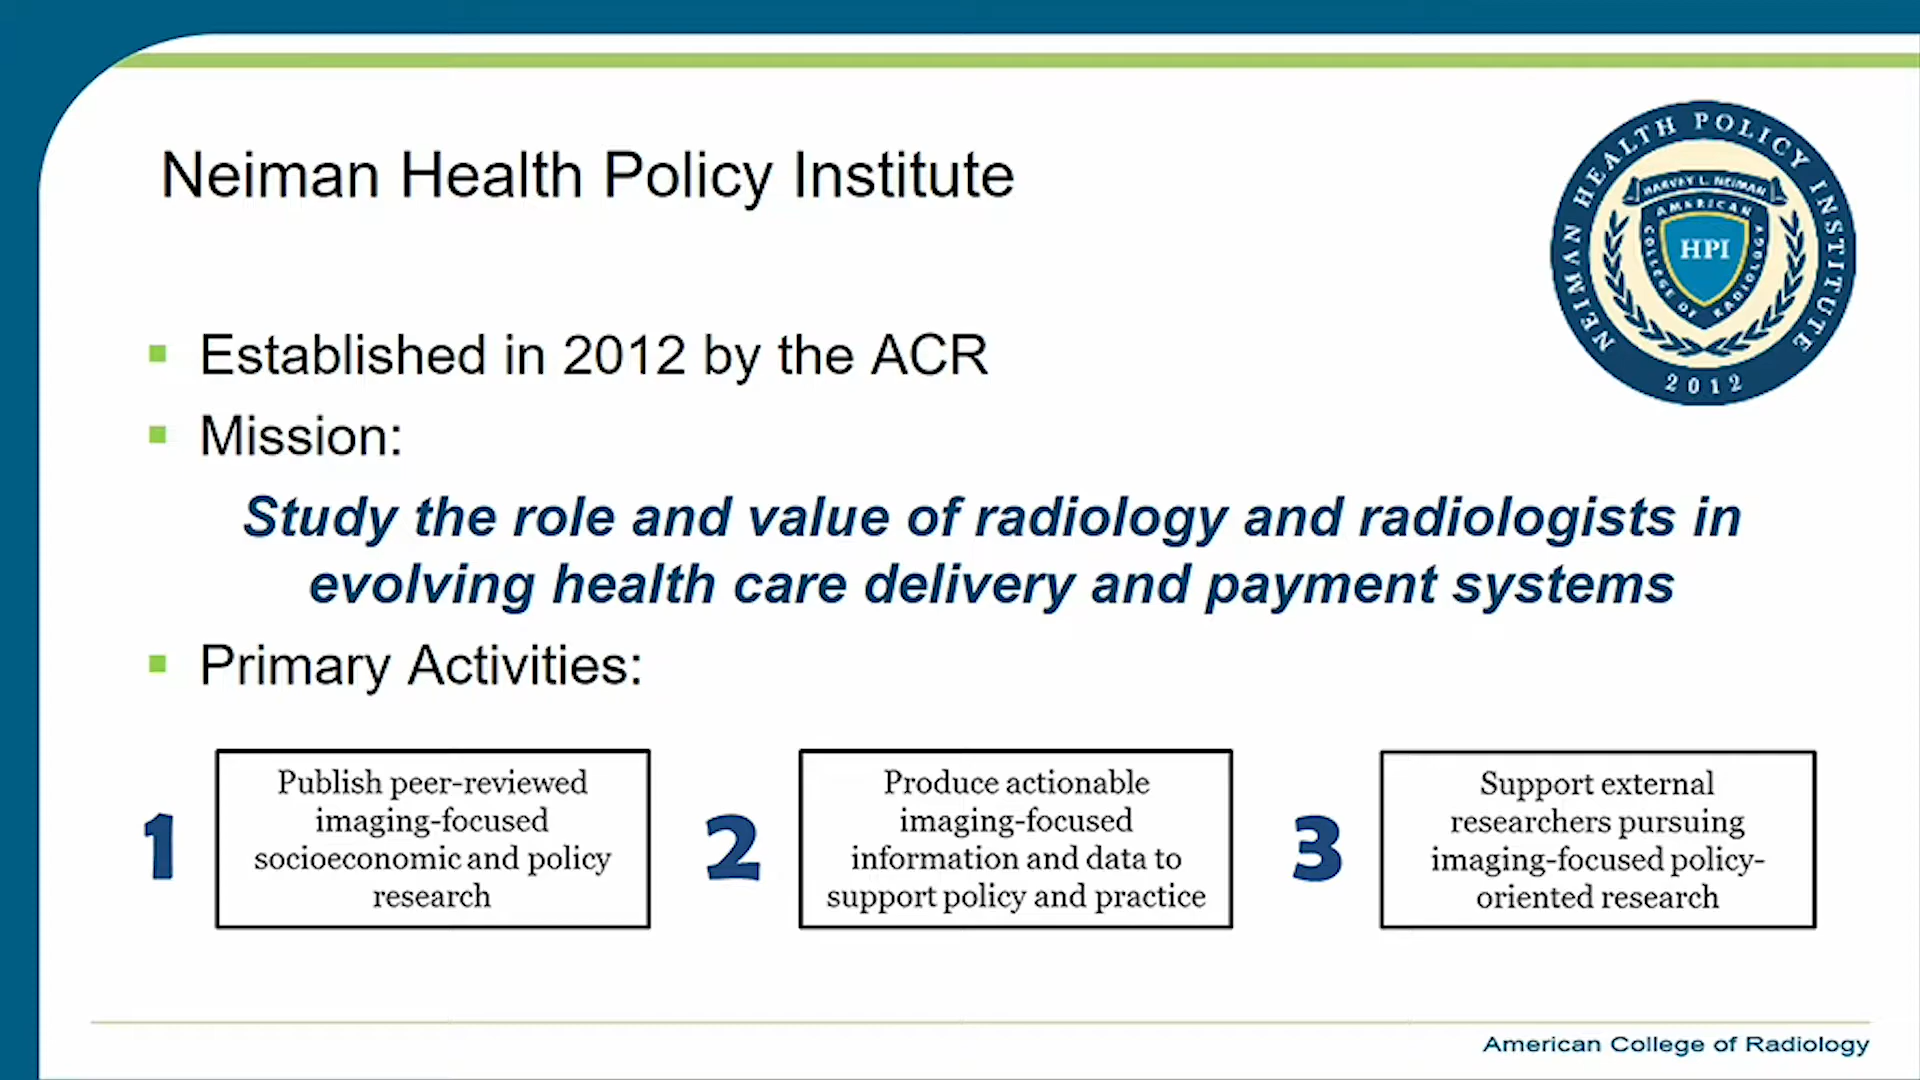 Neiman Health Policy Institute
NEIMAN HEALTH POLICY INSTITUTE
HARVEY L. NEIMAN
AMERICAN
COLLEGE OF RADIOLOGY
HPI
2012
▪ Established in 2012 by the ACR
▪ Mission:
Study the role and value of radiology and radiologists in
evolving health care delivery and payment systems
▪ Primary Activities:
1
Publish peer-reviewed
imaging-focused
socioeconomic and policy
research
2
Produce actionable
imaging-focused
information and data to
support policy and practice
3
Support external
researchers pursuing
imaging-focused policy-
oriented research
American College of Radiology